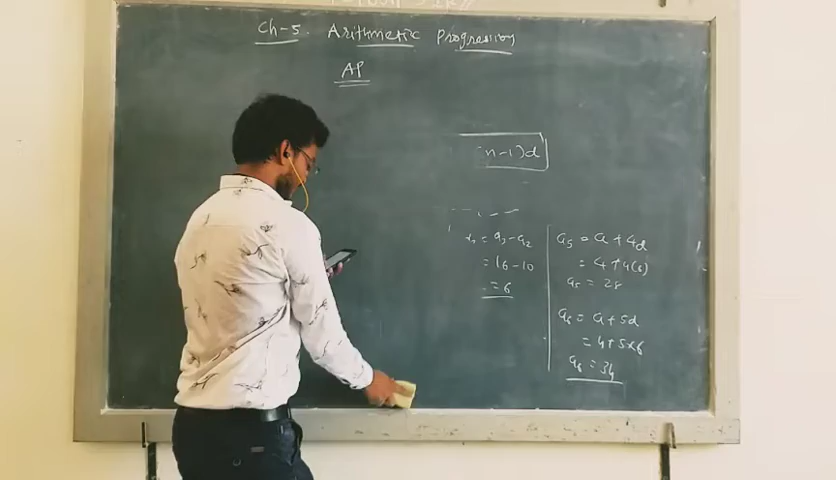 Ch-5. Arithmetic Progression
AP
(n-1)d
= a3-a2
= 16-10
= 6
a5 = a+4d
= 4+4(6)
a5 = 28
a6 = a+5d
= 4+5×6
a6 = 34